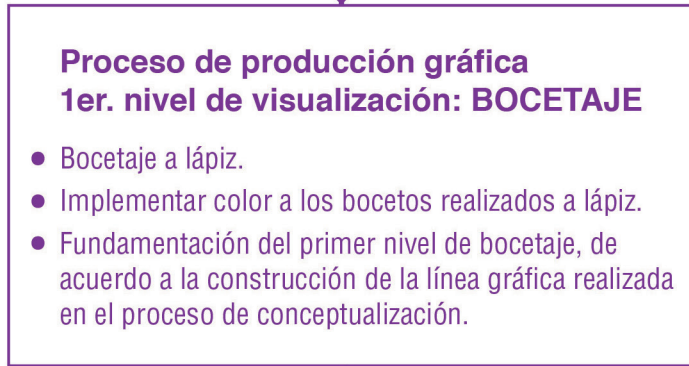 Proceso de producción gráfica
1er. nivel de visualización: BOCETAJE
• Bocetaje a lápiz.
• Implementar color a los bocetos realizados a lápiz.
• Fundamentación del primer nivel de bocetaje, de
acuerdo a la construcción de la línea gráfica realizada
en el proceso de conceptualización.